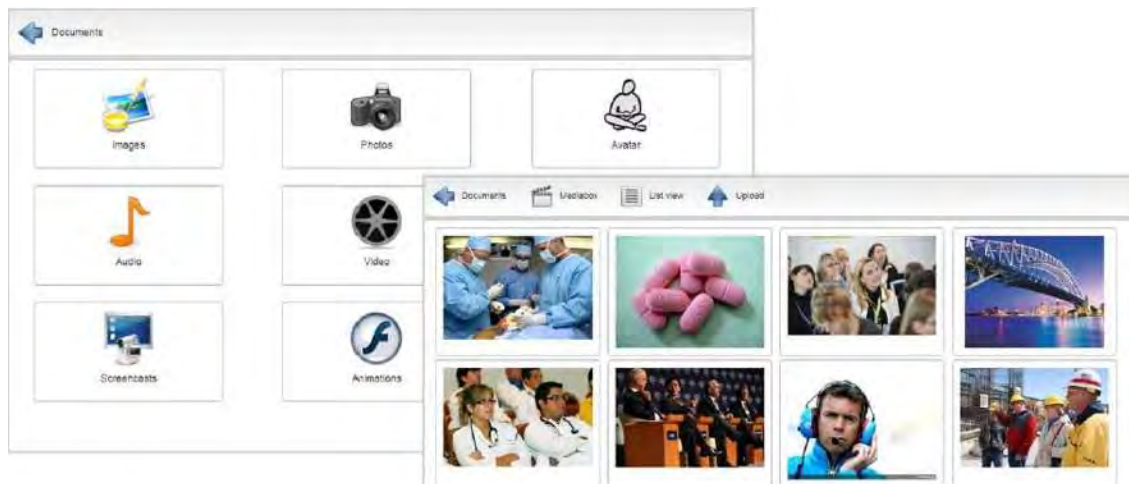 Documents
Images
Photos
Avatar
Documents
Mediabox
List view
Upload
Audio
Video
Screencasts
Animations